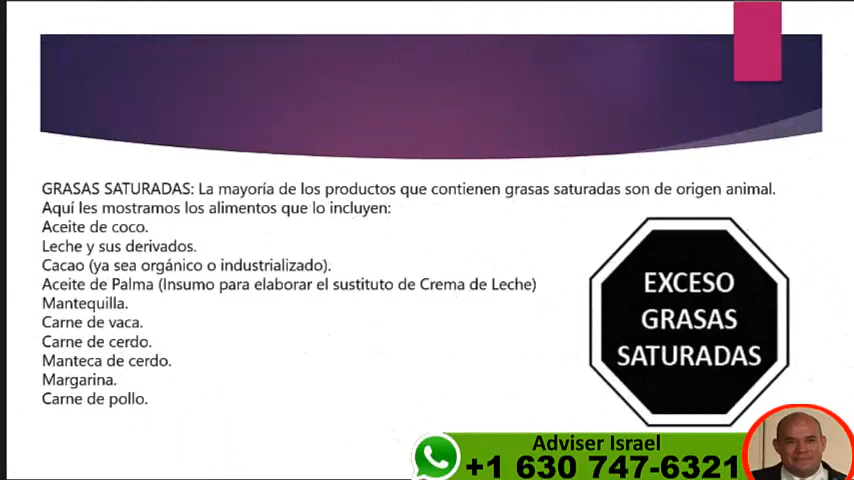 GRASAS SATURADAS: La mayoría de los productos que contienen grasas saturadas son de origen animal.
Aquí les mostramos los alimentos que lo incluyen:
Aceite de coco.
Leche y sus derivados.
Cacao (ya sea orgánico o industrializado).
Aceite de Palma (Insumo para elaborar el sustituto de Crema de Leche)
Mantequilla.
Carne de vaca.
Carne de cerdo.
Manteca de cerdo.
Margarina.
Carne de pollo.
EXCESO
GRASAS
SATURADAS
Adviser Israel
+1 630 747-6321